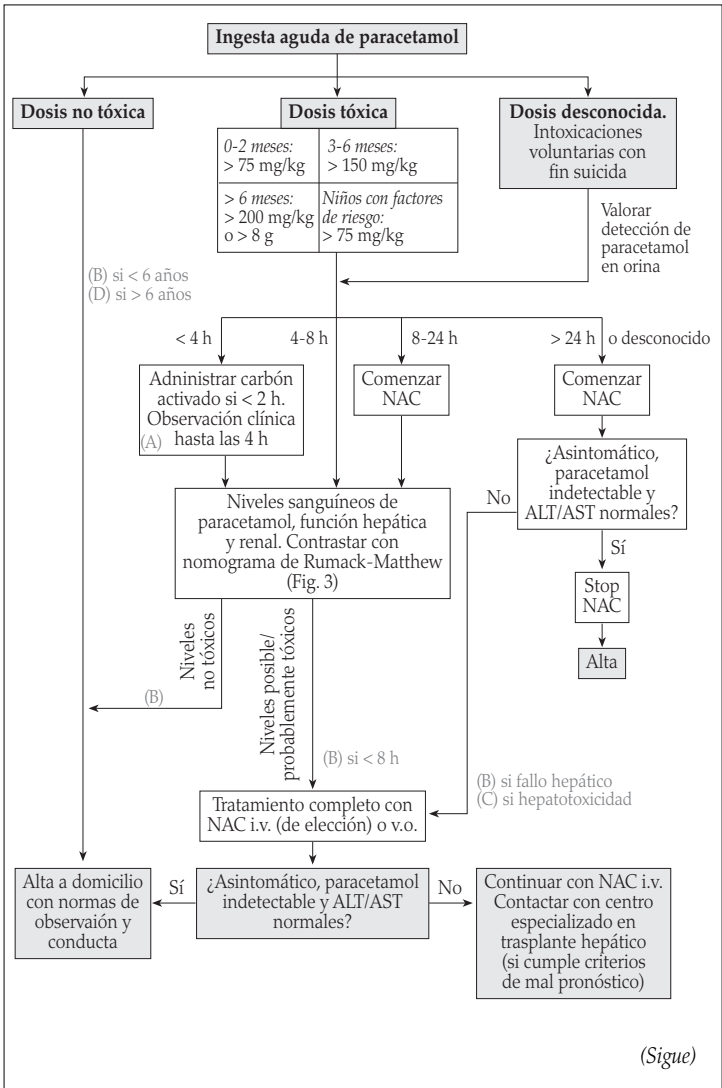 Ingesta aguda de paracetamol
Dosis no tóxica
Dosis tóxica
Dosis desconocida.
Intoxicaciones
voluntarias con
fin suicida
0-2 meses:
> 75 mg/kg
3-6 meses:
> 150 mg/kg
> 6 meses:
> 200 mg/kg
o > 8 g
Niños con factores
de riesgo:
> 75 mg/kg
Valorar
detección de
paracetamol
en orina
(B) si < 6 años
(D) si > 6 años
< 4 h
4-8 h
8-24 h
> 24 h o desconocido
Adninistrar carbón
activado si < 2 h.
Observación clínica
hasta las 4 h
(A)
Comenzar
NAC
Comenzar
NAC
¿Asintomático,
paracetamol
indetectable y
ALT/AST normales?
No
Sí
Stop
NAC
Alta
Niveles sanguíneos de
paracetamol, función hepática
y renal. Contrastar con
nomograma de Rumack-Matthew
(Fig. 3)
Niveles
no tóxicos
(B)
Niveles posible/
probablemente tóxicos
(B) si < 8 h
(B) si fallo hepático
(C) si hepatotoxicidad
Tratamiento completo con
NAC i.v. (de elección) o v.o.
Alta a domicilio
con normas de
observaión y
conducta
Sí
¿Asintomático, paracetamol
indetectable y ALT/AST
normales?
No
Continuar con NAC i.v.
Contactar con centro
especializado en
trasplante hepático
(si cumple criterios
de mal pronóstico)
(Sigue)